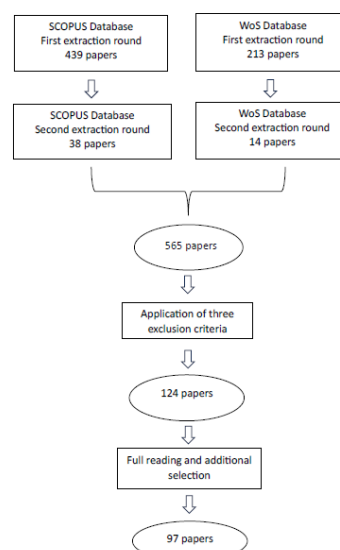 SCOPUS Database
First extraction round
439 papers
WoS Database
First extraction round
213 papers
SCOPUS Database
Second extraction round
38 papers
WoS Database
Second extraction round
14 papers
565 papers
Application of three
exclusion criteria
124 papers
Full reading and additional
selection
97 papers